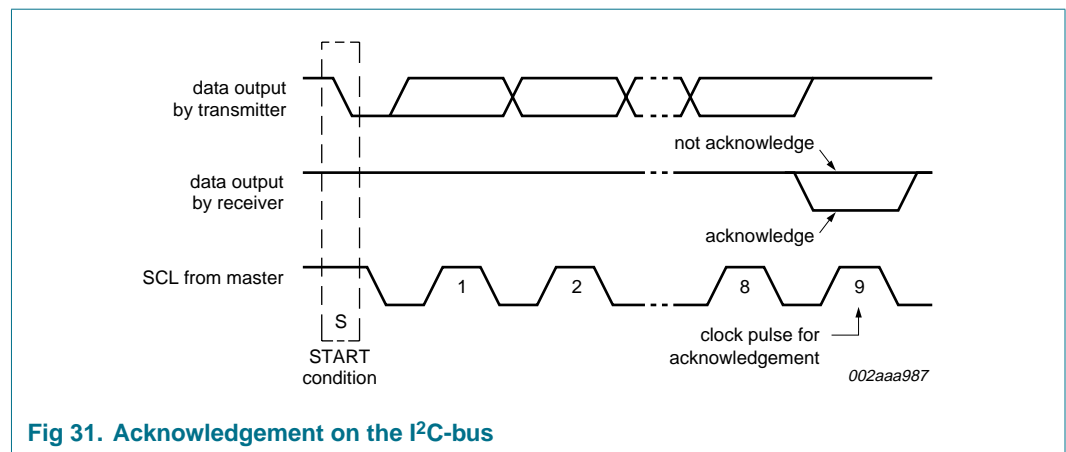 data output
by transmitter
not acknowledge
data output
by receiver
acknowledge
SCL from master
1
2
8
9
S
START
condition
clock pulse for
acknowledgement
002aaa987
Fig 31. Acknowledgement on the I²C-bus